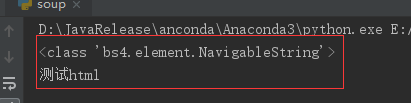 soup
D:\JavaRelease\anconda\Anaconda3\python.exe E:/
<class 'bs4.element.NavigableString'>
测试html